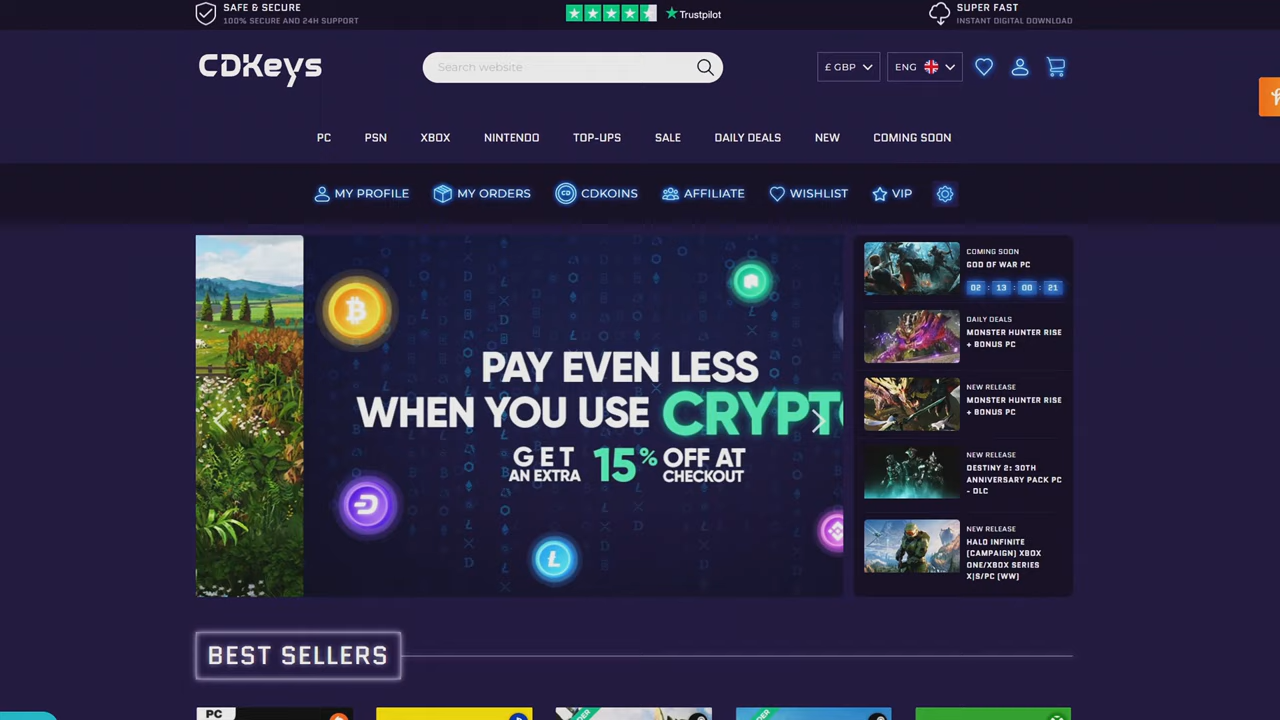 SAFE & SECURE
100% SECURE AND 24H SUPPORT
Trustpilot
SUPER FAST
INSTANT DIGITAL DOWNLOAD
CDKeys
Search website
£ GBP
ENG
PC
PSN
XBOX
NINTENDO
TOP-UPS
SALE
DAILY DEALS
NEW
COMING SOON
MY PROFILE
MY ORDERS
CD
CDKOINS
AFFILIATE
WISHLIST
VIP
PAY EVEN LESS
WHEN YOU USE CRYPTO
GET
AN EXTRA
15%
OFF AT
CHECKOUT
COMING SOON
GOD OF WAR PC
02 : 13 : 00 : 21
DAILY DEALS
MONSTER HUNTER RISE
+ BONUS PC
NEW RELEASE
MONSTER HUNTER RISE
+ BONUS PC
NEW RELEASE
DESTINY 2: 30TH
ANNIVERSARY PACK PC
- DLC
NEW RELEASE
HALO INFINITE
(CAMPAIGN) XBOX
ONE/XBOX SERIES
X|S/PC (WW)
BEST SELLERS
PC